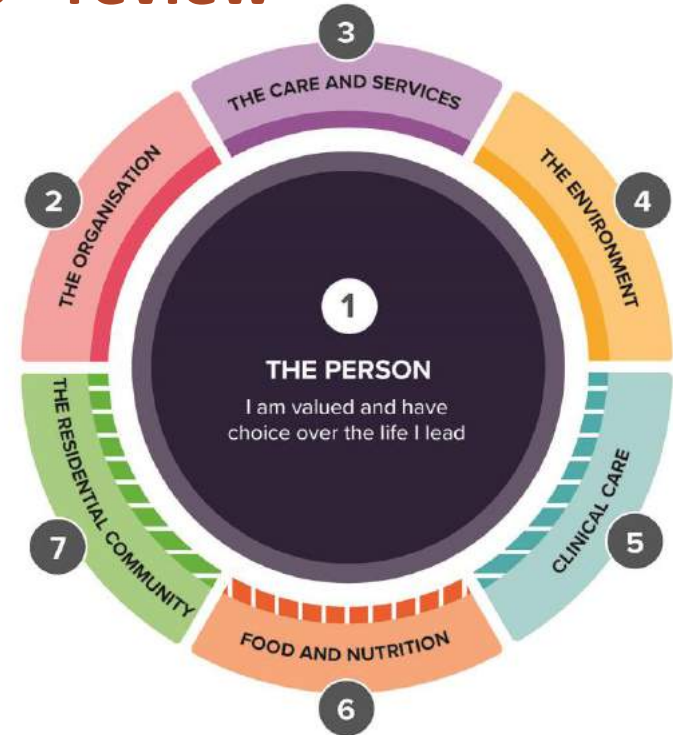 review
1
THE PERSON
I am valued and have
choice over the life I lead
2
THE ORGANISATION
3
THE CARE AND SERVICES
4
THE ENVIRONMENT
5
CLINICAL CARE
6
FOOD AND NUTRITION
7
THE RESIDENTIAL COMMUNITY